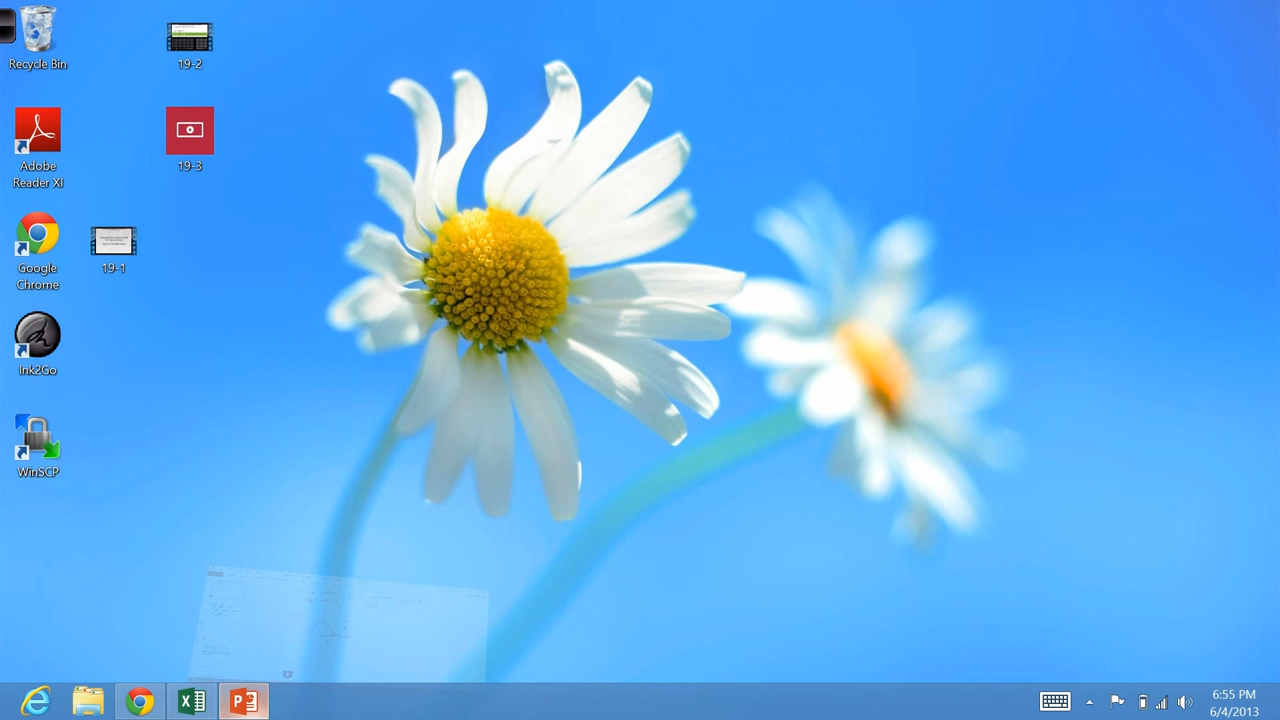 Recycle Bin
19-2
Adobe
Reader XI
19-3
Google
Chrome
19-1
Ink2Go
WinSCP
6:55 PM
6/4/2013